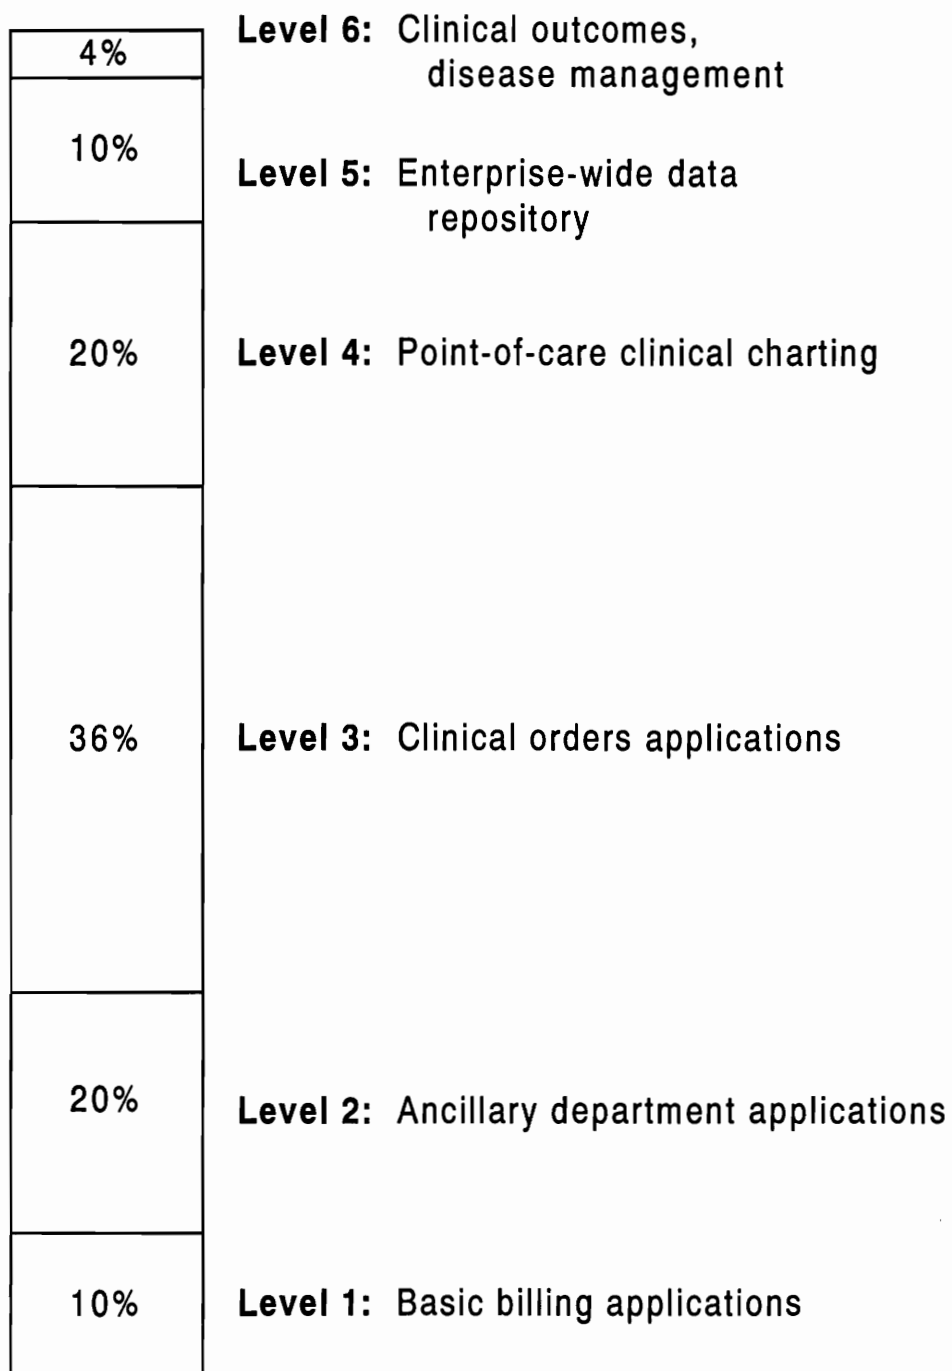 4%
Level 6: Clinical outcomes,
disease management
10%
Level 5: Enterprise-wide data
repository
20%
Level 4: Point-of-care clinical charting
36%
Level 3: Clinical orders applications
20%
Level 2: Ancillary department applications
10%
Level 1: Basic billing applications